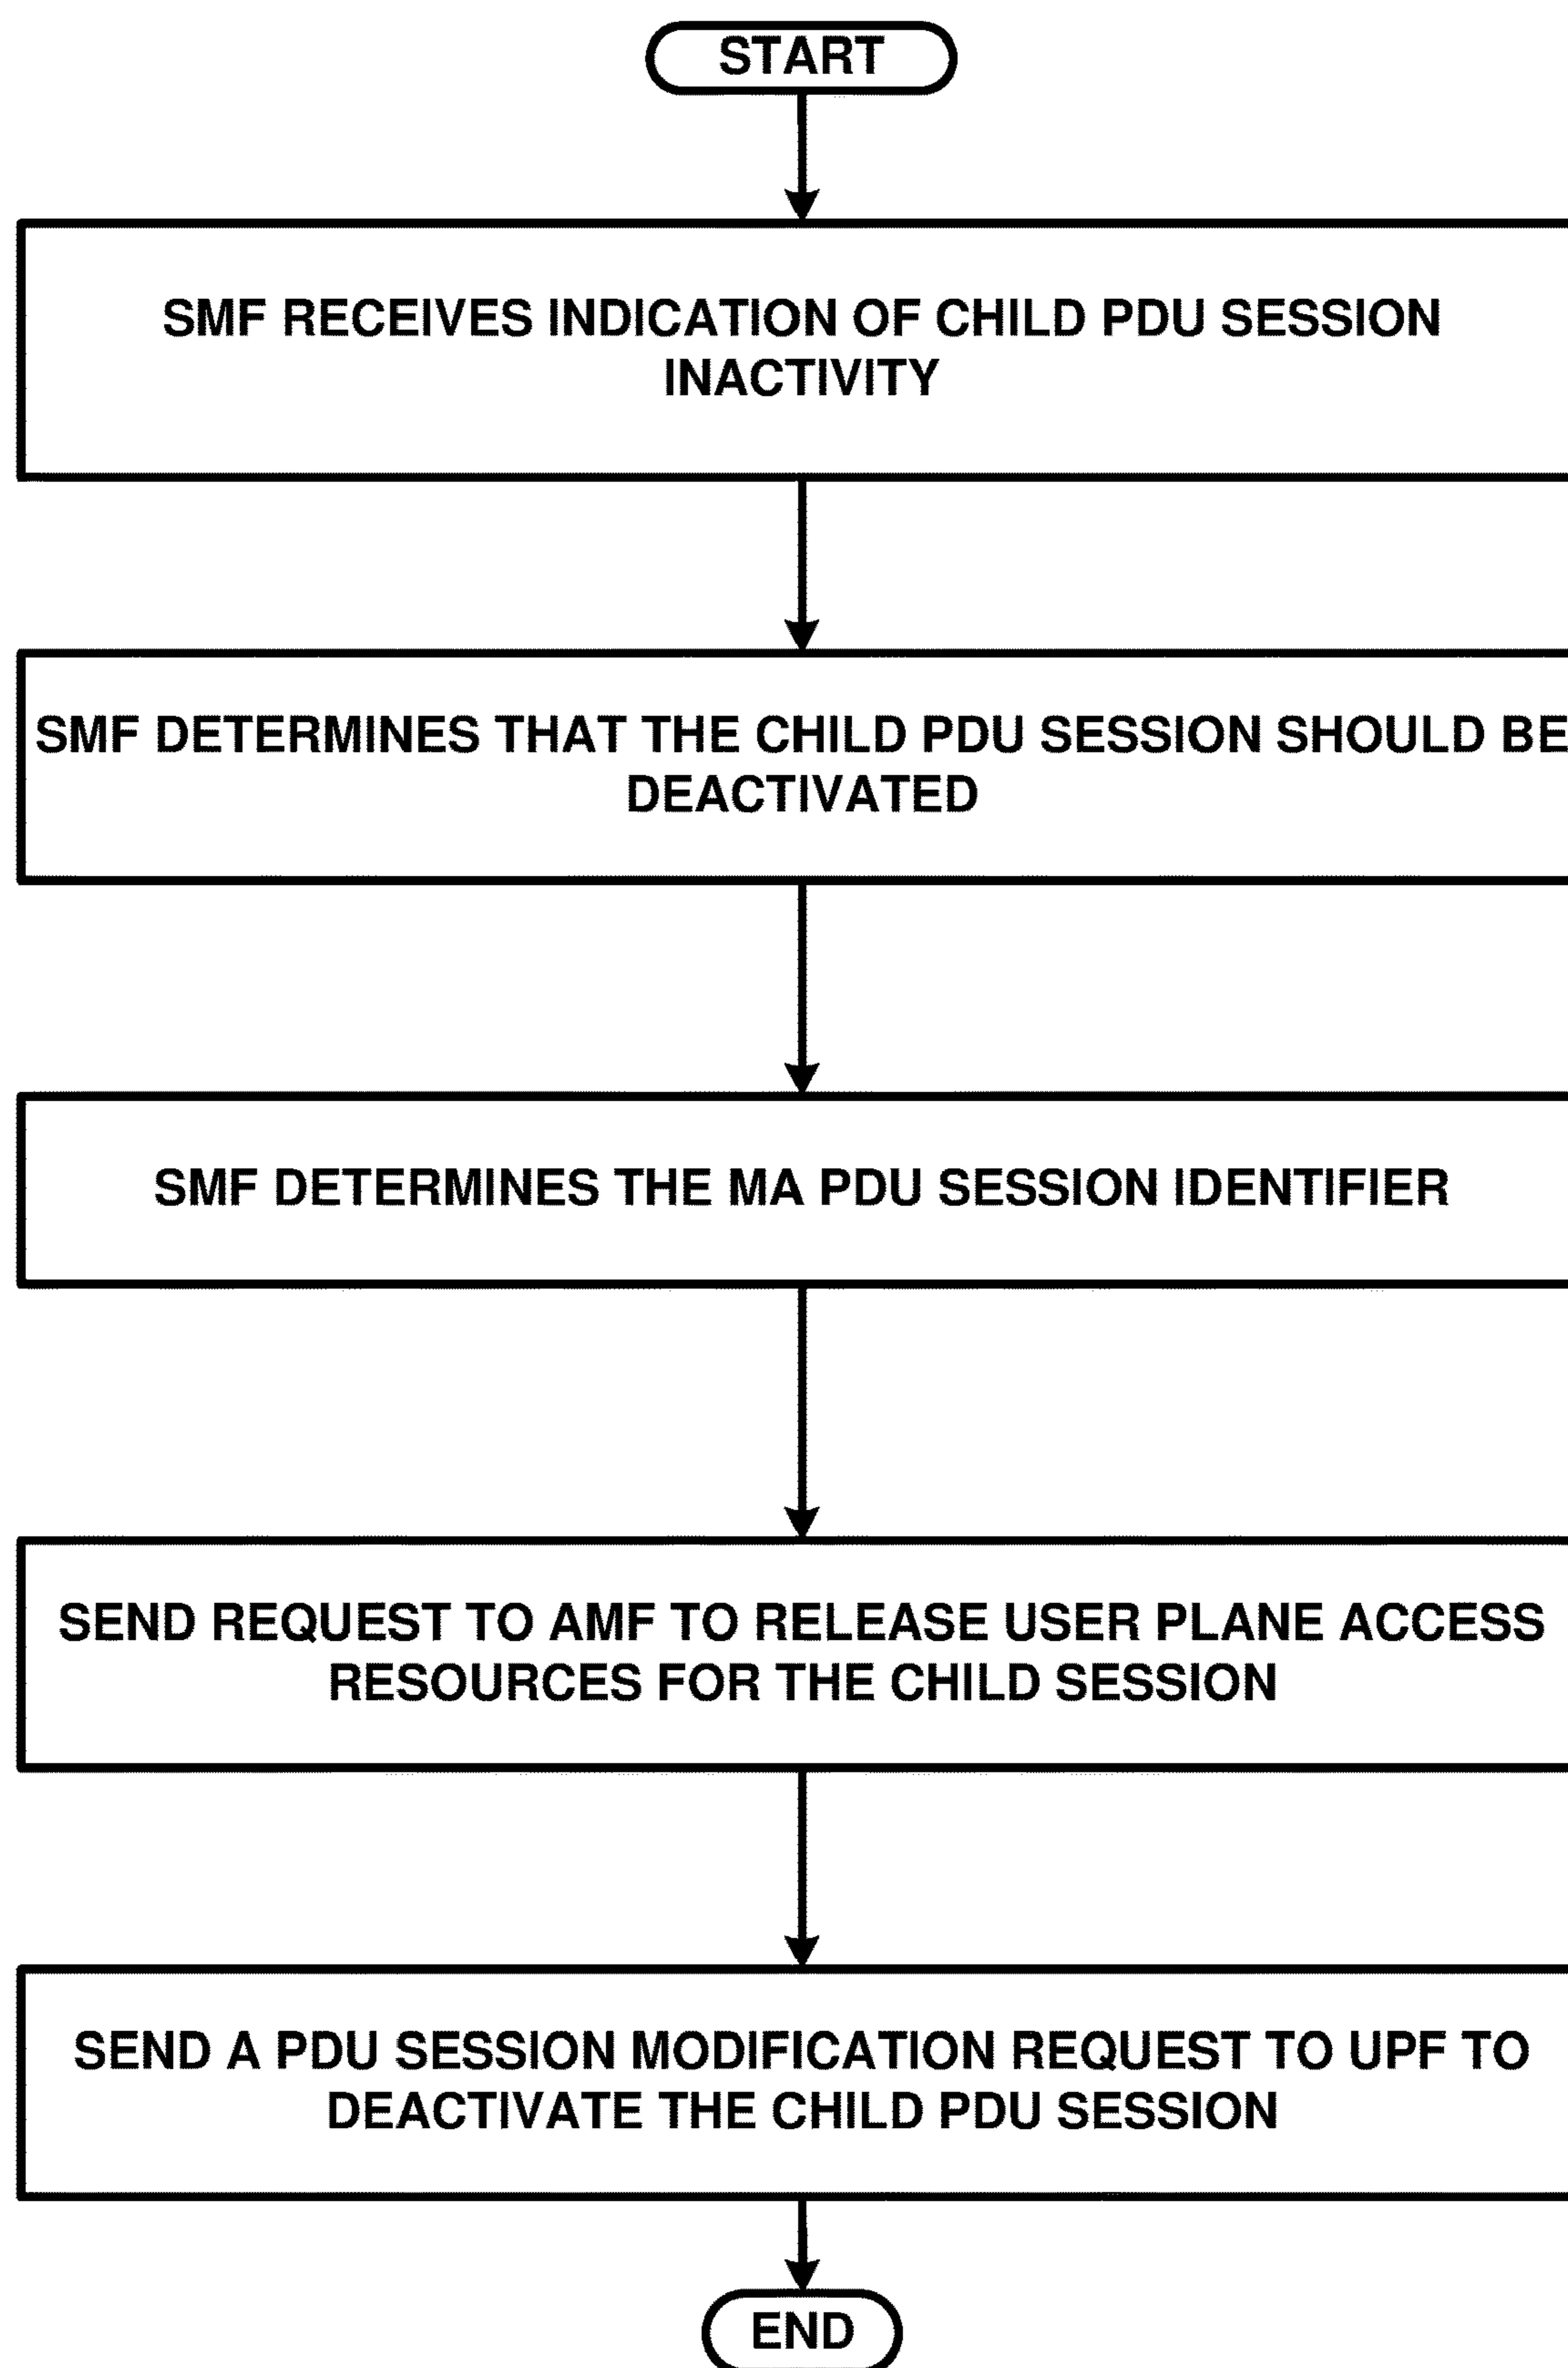 START
SMF RECEIVES INDICATION OF CHILD PDU SESSION
INACTIVITY
SMF DETERMINES THAT THE CHILD PDU SESSION SHOULD BE
DEACTIVATED
SMF DETERMINES THE MA PDU SESSION IDENTIFIER
SEND REQUEST TO AMF TO RELEASE USER PLANE ACCESS
RESOURCES FOR THE CHILD SESSION
SEND A PDU SESSION MODIFICATION REQUEST TO UPF TO
DEACTIVATE THE CHILD PDU SESSION
END